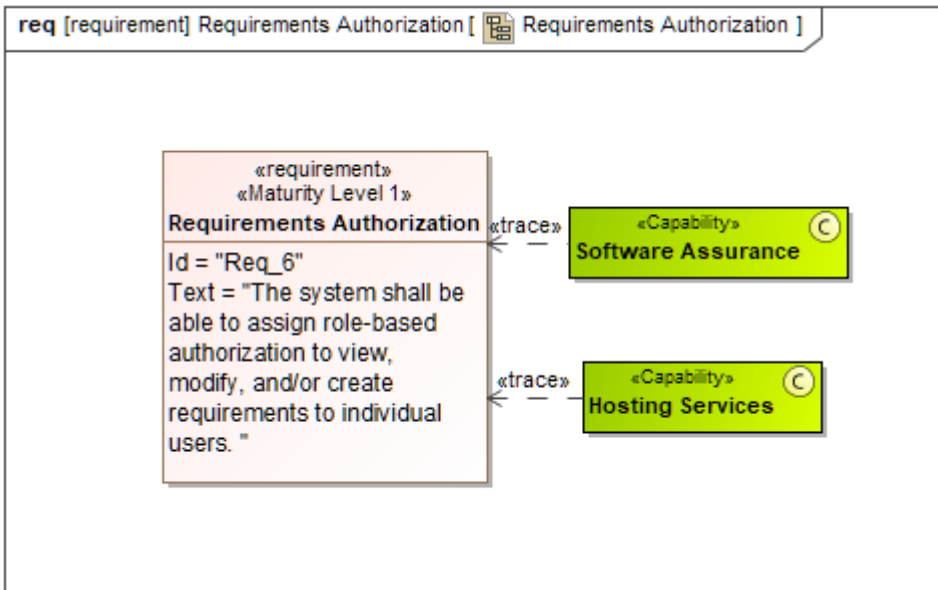 req [requirement] Requirements Authorization [ Requirements Authorization ]
«requirement»
«Maturity Level 1»
Requirements Authorization
Id = "Req_6"
Text = "The system shall be
able to assign role-based
authorization to view,
modify, and/or create
requirements to individual
users. "
«trace»
«Capability»
C
Software Assurance
«trace»
«Capability»
C
Hosting Services